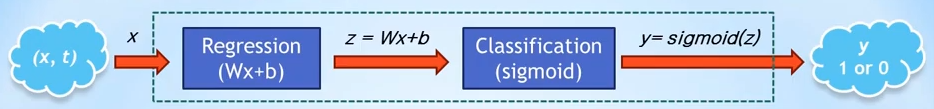 (x, t)
x
Regression
(Wx+b)
z = Wx+b
Classification
(sigmoid)
y= sigmoid(z)
y
1 or 0